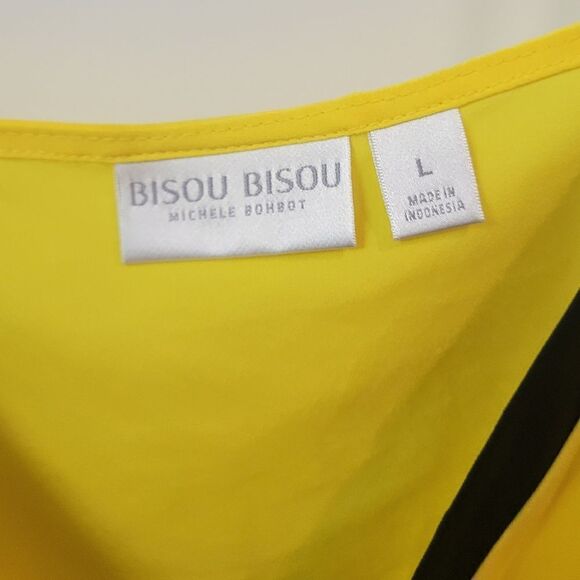 BISOU BISOU
MICHELE BOHBOT
L
MADE IN
INDONESIA